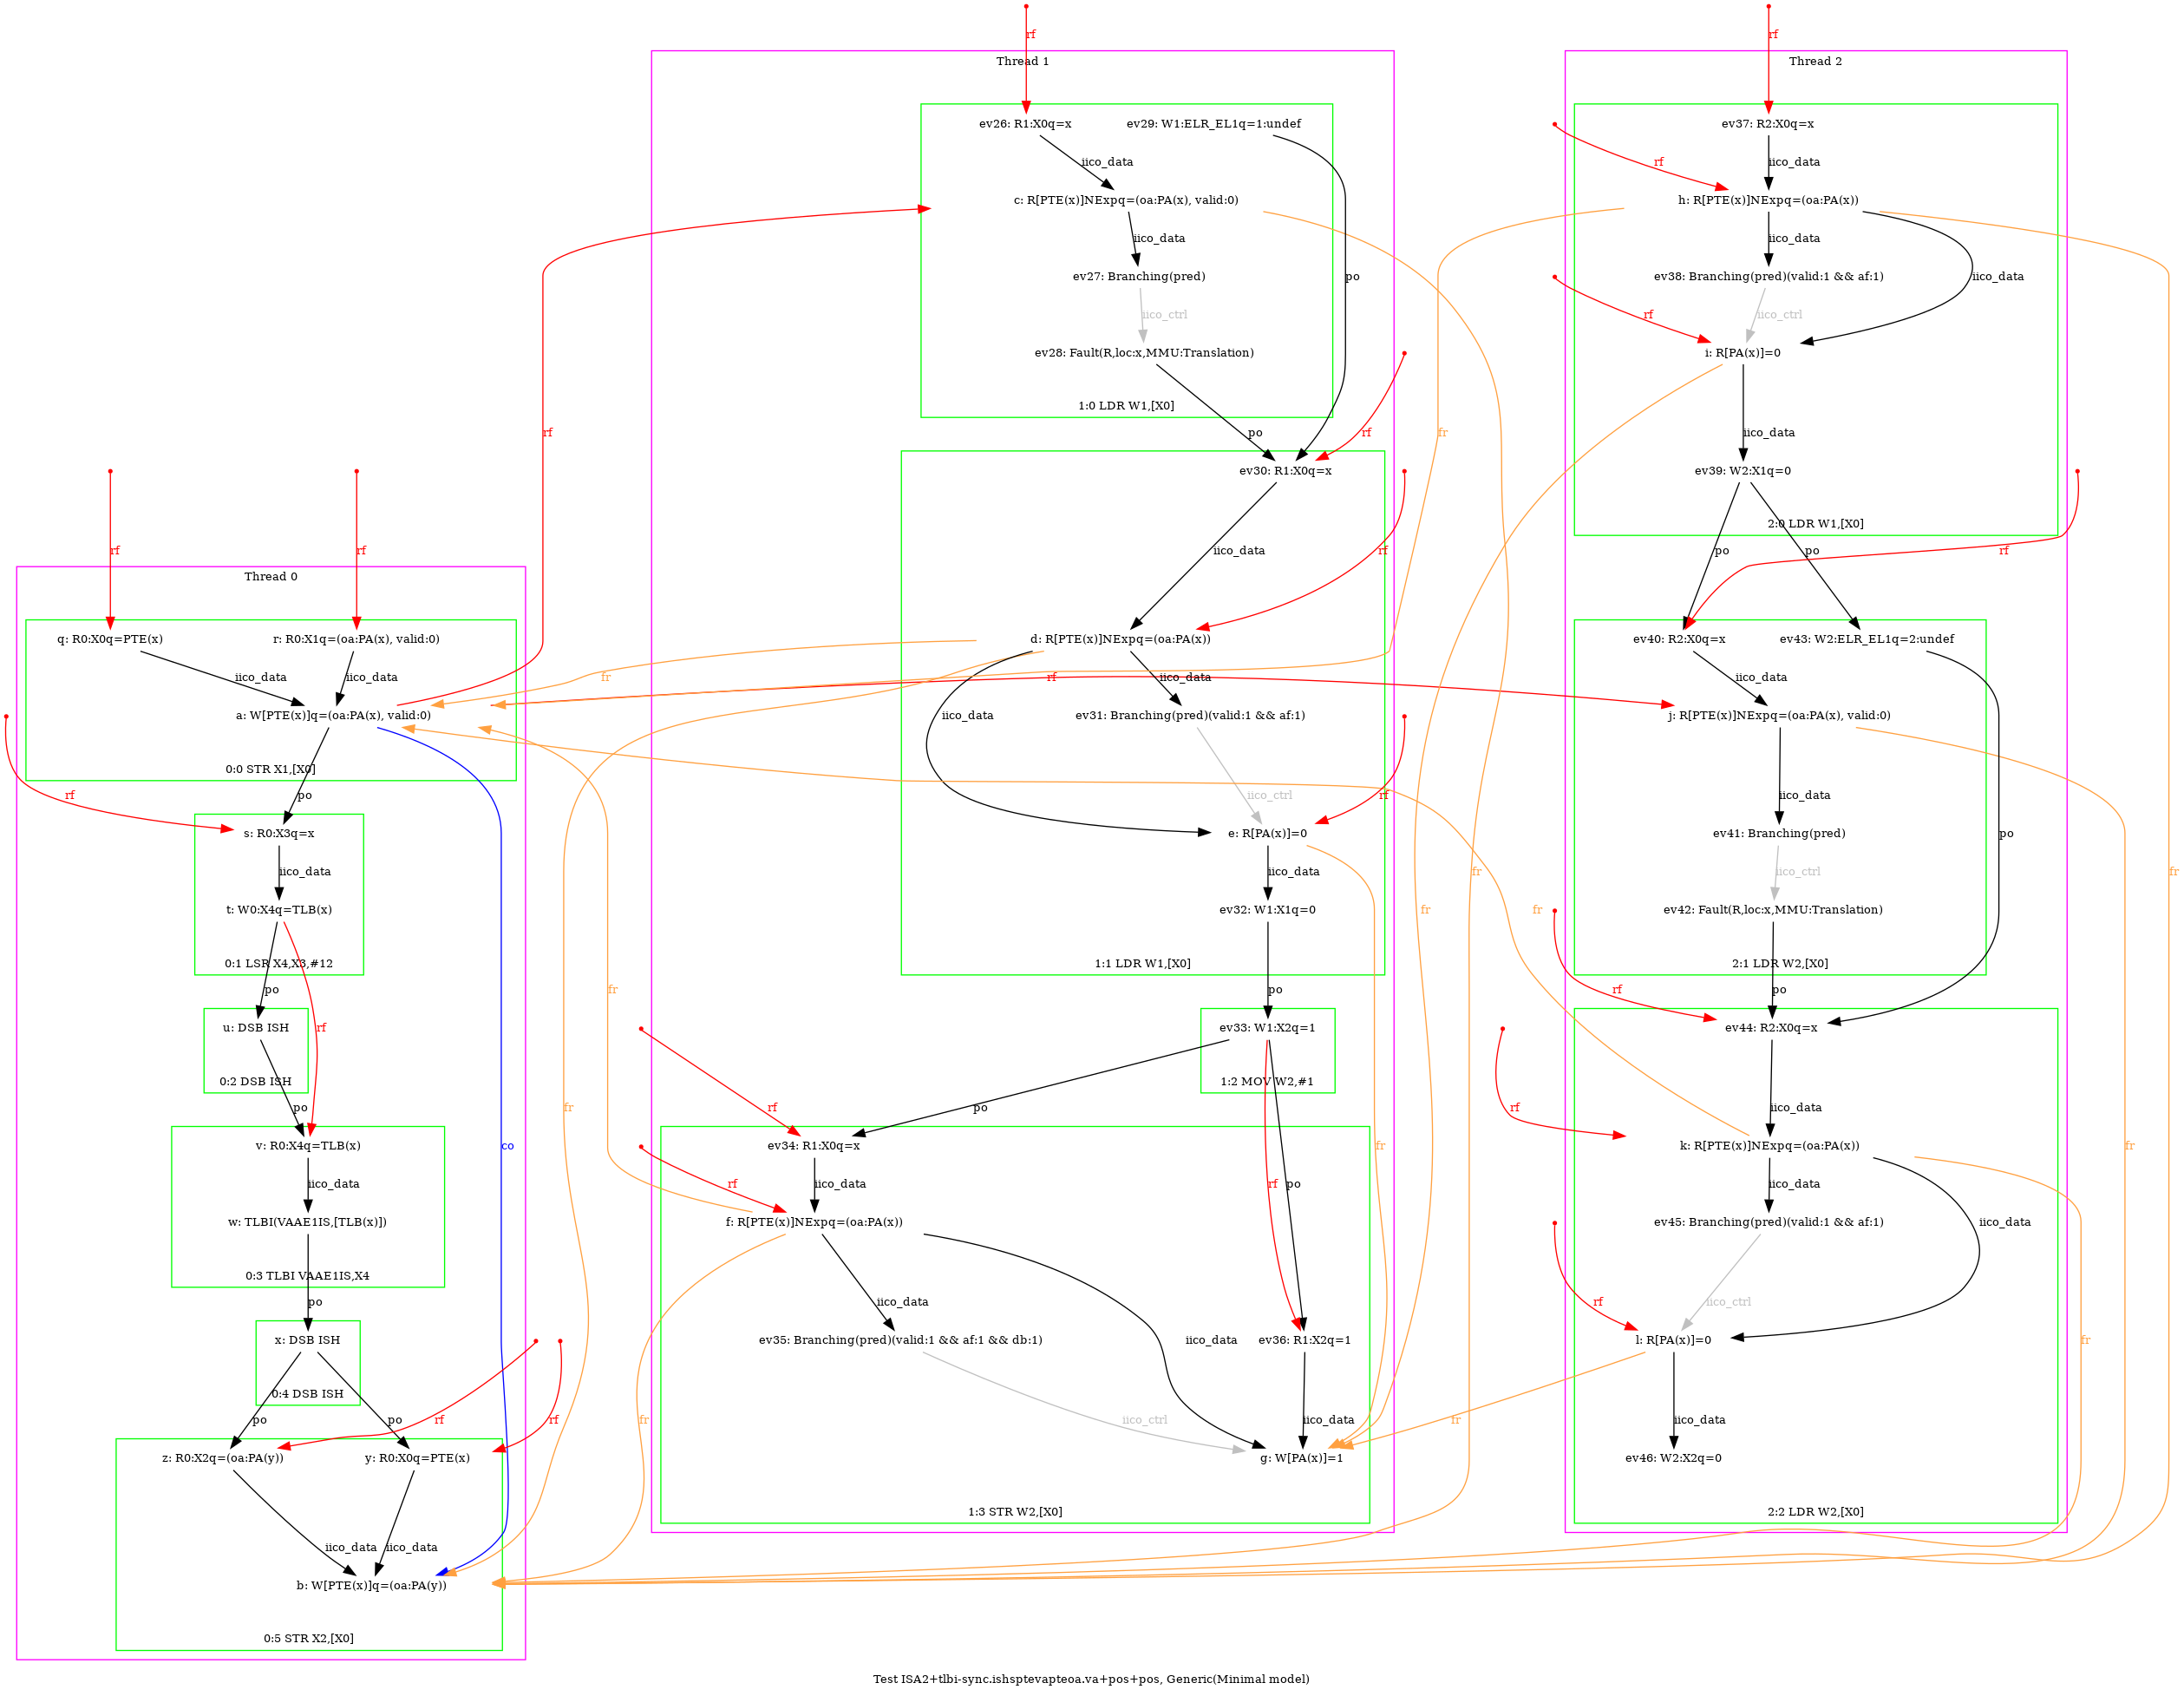 rf
rf
Thread 1
Thread 2
ev26: R1:X0q=x
ev29: W1:ELR_EL1q=1:undef
ev37: R2:X0q=x
iico_data
rf
iico_data
c: R[PTE(x)]NExpq=(oa:PA(x), valid:0)
h: R[PTE(x)]NExpq=(oa:PA(x))
iico_data
iico_data
ev27: Branching(pred)
po
rf
ev38: Branching(pred)(valid:1 && af:1)
iico_data
iico_ctrl
rf
iico_ctrl
ev28: Fault(R,loc:x,MMU:Translation)
i: R[PA(x)]=0
1:0 LDR W1,[X0]
rf
po
rf
fr
iico_data
ev30: R1:X0q=x
ev39: W2:X1q=0
2:0 LDR W1,[X0]
rf
rf
iico_data
rf
po
po
rf
Thread 0
q: R0:X0q=PTE(x)
r: R0:X1q=(oa:PA(x), valid:0)
d: R[PTE(x)]NExpq=(oa:PA(x))
ev40: R2:X0q=x
ev43: W2:ELR_EL1q=2:undef
iico_data
iico_data
fr
rf
iico_data
iico_data
a: W[PTE(x)]q=(oa:PA(x), valid:0)
iico_data
ev31: Branching(pred)(valid:1 && af:1)
j: R[PTE(x)]NExpq=(oa:PA(x), valid:0)
0:0 STR X1,[X0]
rf
po
iico_ctrl
rf
iico_data
s: R0:X3q=x
e: R[PA(x)]=0
ev41: Branching(pred)
po
iico_data
iico_data
fr
iico_ctrl
fr
t: W0:X4q=TLB(x)
ev32: W1:X1q=0
fr
fr
ev42: Fault(R,loc:x,MMU:Translation)
0:1 LSR X4,X3,#12
1:1 LDR W1,[X0]
2:1 LDR W2,[X0]
po
fr
po
rf
po
u: DSB ISH
rf
ev33: W1:X2q=1
ev44: R2:X0q=x
0:2 DSB ISH
1:2 MOV W2,#1
po
fr
rf
po
rf
iico_data
v: R0:X4q=TLB(x)
co
ev34: R1:X0q=x
fr
k: R[PTE(x)]NExpq=(oa:PA(x))
fr
iico_data
rf
iico_data
rf
po
iico_data
w: TLBI(VAAE1IS,[TLB(x)])
f: R[PTE(x)]NExpq=(oa:PA(x))
ev45: Branching(pred)(valid:1 && af:1)
iico_data
0:3 TLBI VAAE1IS,X4
po
iico_data
rf
iico_ctrl
x: DSB ISH
ev35: Branching(pred)(valid:1 && af:1 && db:1)
iico_data
ev36: R1:X2q=1
l: R[PA(x)]=0
fr
0:4 DSB ISH
po
po
rf
rf
fr
iico_ctrl
iico_data
fr
iico_data
z: R0:X2q=(oa:PA(y))
y: R0:X0q=PTE(x)
g: W[PA(x)]=1
ev46: W2:X2q=0
1:3 STR W2,[X0]
2:2 LDR W2,[X0]
iico_data
iico_data
b: W[PTE(x)]q=(oa:PA(y))
0:5 STR X2,[X0]
Test ISA2+tlbi-sync.ishsptevapteoa.va+pos+pos, Generic(Minimal model)